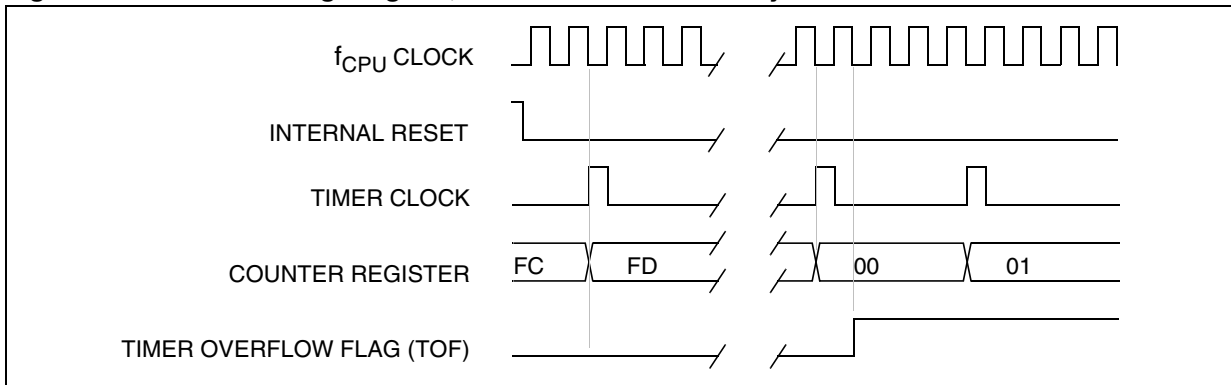 fCPU CLOCK
INTERNAL RESET
TIMER CLOCK
COUNTER REGISTER FC FD 00 01
TIMER OVERFLOW FLAG (TOF)